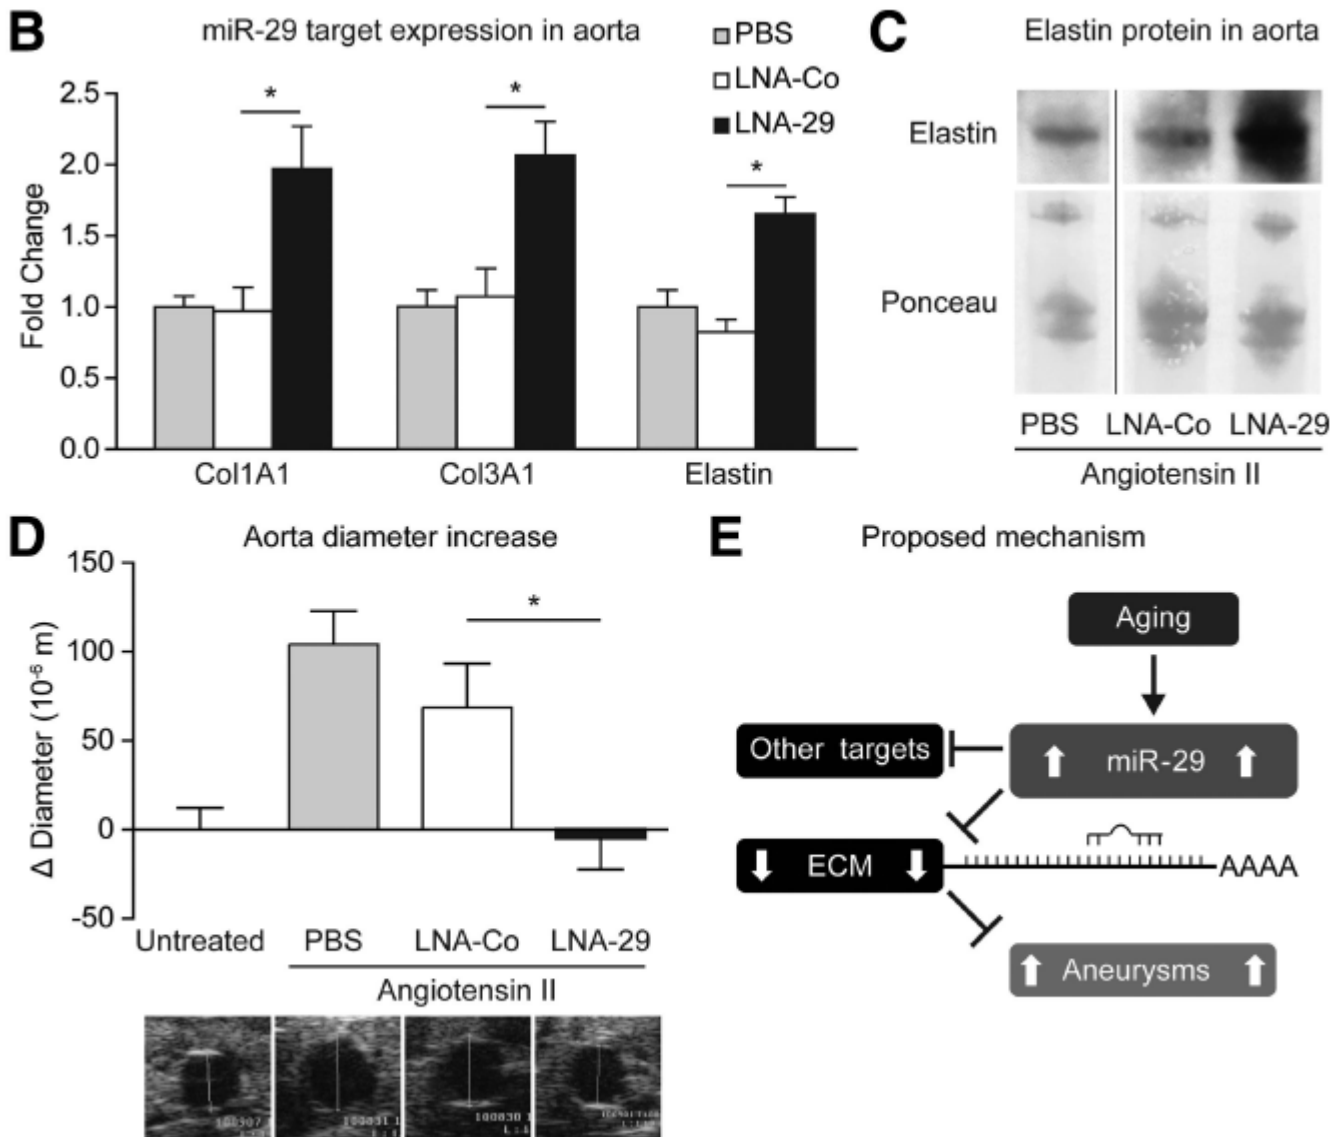 B miR-29 target expression in aorta
PBS
LNA-Co
LNA-29
2.5
2.0
1.5
1.0
0.5
0.0
Fold Change
* * *
Col1A1 Col3A1 Elastin
C Elastin protein in aorta
Elastin
Ponceau
PBS LNA-Co LNA-29
Angiotensin II
D Aorta diameter increase
150
100
50
0
-50
Δ Diameter (10⁻⁶ m)
*
Untreated PBS LNA-Co LNA-29
Angiotensin II
E Proposed mechanism
Aging
Other targets
miR-29
ECM
AAAA
Aneurysms